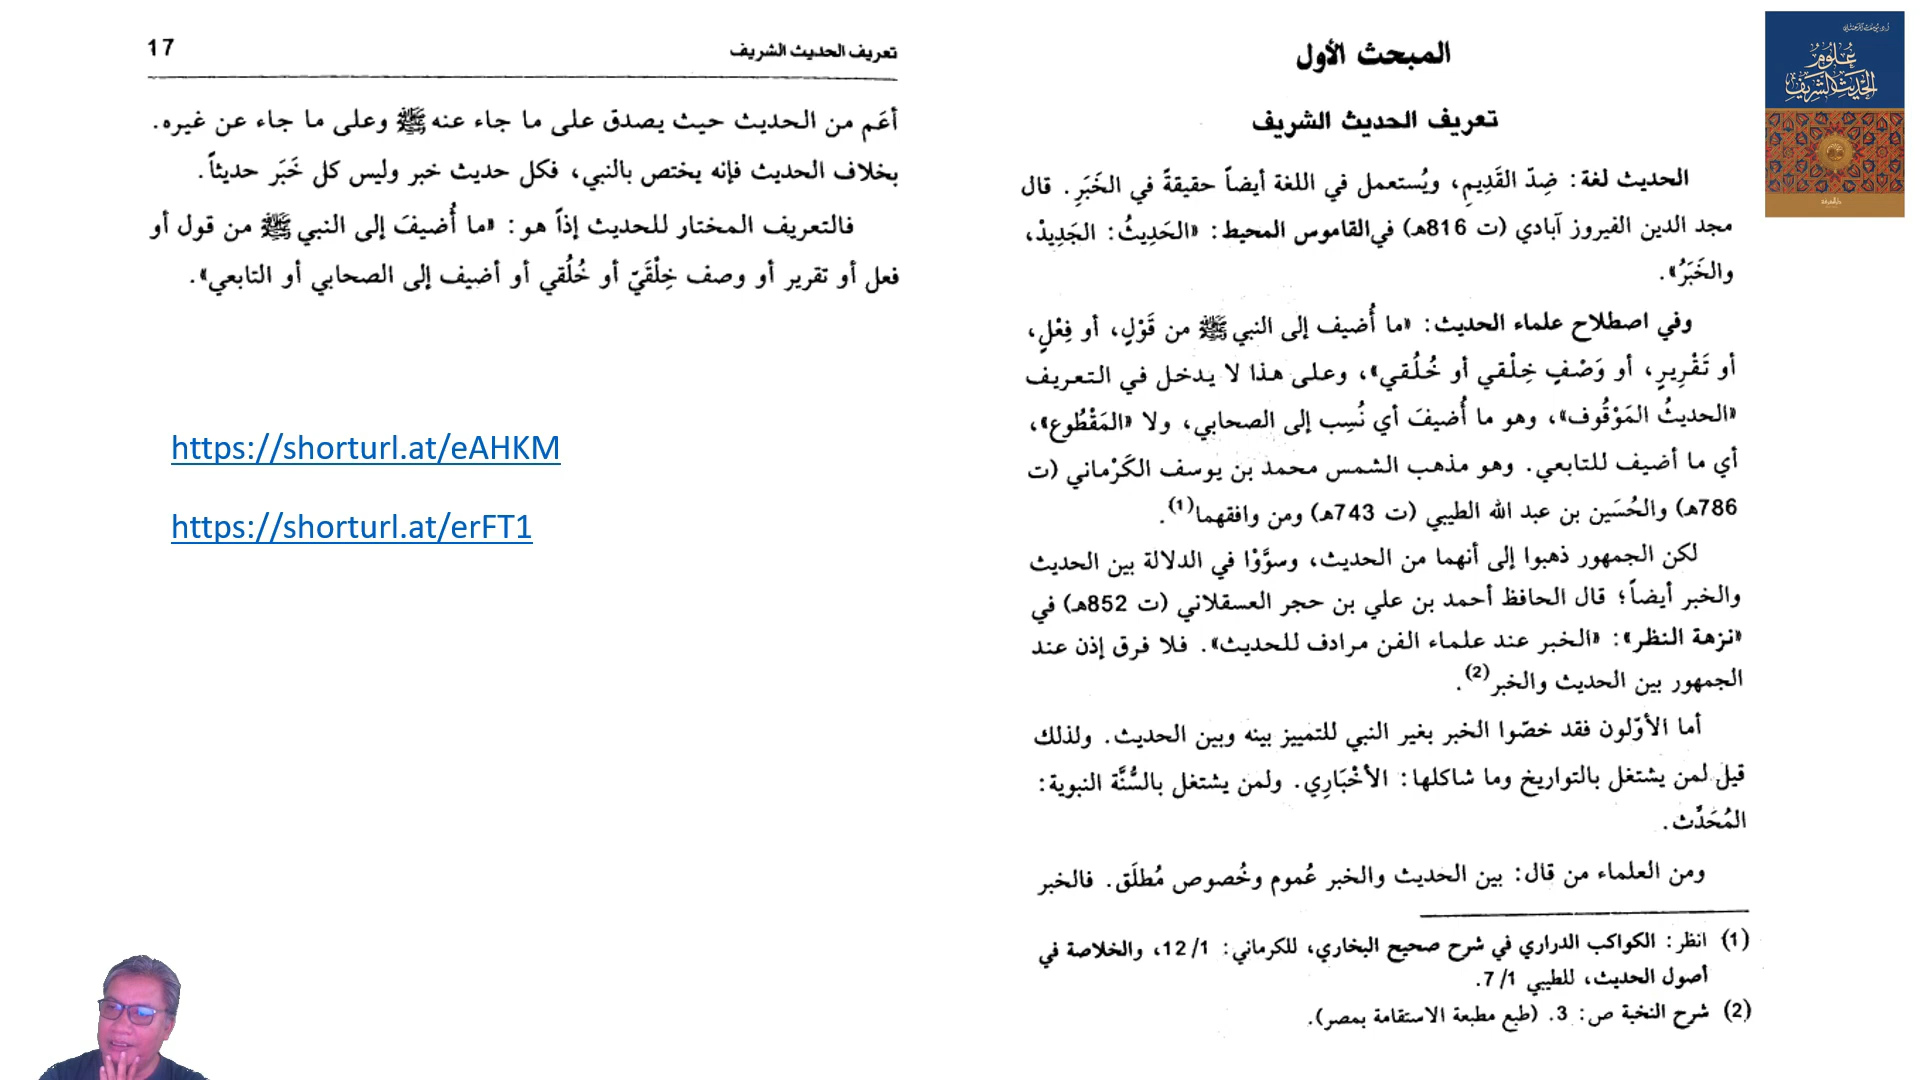 المبحث الأول
تعريف الحديث الشريف
الحديث لغة: ضِدّ القَدِيمِ، ويُستعمل في اللغة أيضاً حقيقةً في الخَبَرِ. قال
مجد الدين الفيروز آبادي (ت 816هـ) في القاموس المحيط: «الحَدِيثُ: الجَدِيدْ،
والخَبَرُ».
وفي اصطلاح علماء الحديث: «ما أُضيف إلى النبي ﷺ من قَوْلٍ، أو فِعْلٍ،
أو تَقْرِيرٍ، أو وَصْفٍ خِلْقي أو خُلُقي»، وعلى هذا لا يدخل في التعريف
«الحديثُ المَوْقُوف»، وهو ما أُضيفَ أي نُسِب إلى الصحابي، ولا «المَقْطُوع»،
أي ما أضيف للتابعي. وهو مذهب الشمس محمد بن يوسف الكَرْماني (ت
786هـ) والحُسَين بن عبد الله الطيبي (ت 743هـ) ومن وافقهما(1).
لكن الجمهور ذهبوا إلى أنهما من الحديث، وسوَّوْا في الدلالة بين الحديث
والخبر أيضاً؛ قال الحافظ أحمد بن علي بن حجر العسقلاني (ت 852هـ) في
«نزهة النظر»: «الخبر عند علماء الفن مرادف للحديث». فلا فرق إذن عند
الجمهور بين الحديث والخبر(2).
أما الأوّلون فقد خصّوا الخبر بغير النبي للتمييز بينه وبين الحديث. ولذلك
قيل لمن يشتغل بالتواريخ وما شاكلها: الأخْبَارِي. ولمن يشتغل بالسُّنَّة النبوية:
المُحَدِّث.
ومن العلماء من قال: بين الحديث والخبر عُموم وخُصوص مُطلَق. فالخبر
(1) انظر: الكواكب الدراري في شرح صحيح البخاري، للكرماني: 1/ 12، والخلاصة في
أصول الحديث، للطيبي 1/ 7.
(2) شرح النخبة ص: 3. (طبع مطبعة الاستقامة بمصر).
تعريف الحديث الشريف 17
أعَم من الحديث حيث يصدق على ما جاء عنه ﷺ وعلى ما جاء عن غيره.
بخلاف الحديث فإنه يختص بالنبي، فكل حديث خبر وليس كل خَبَر حديثاً.
فالتعريف المختار للحديث إذاً هو: «ما أُضيفَ إلى النبي ﷺ من قول أو
فعل أو تقرير أو وصف خِلْقَيّ أو خُلُقي أو أضيف إلى الصحابي أو التابعي».
https://shorturl.at/eAHKM
https://shorturl.at/erFT1
عُلُومُ
الحَدِيثِ الشَّرِيفِ